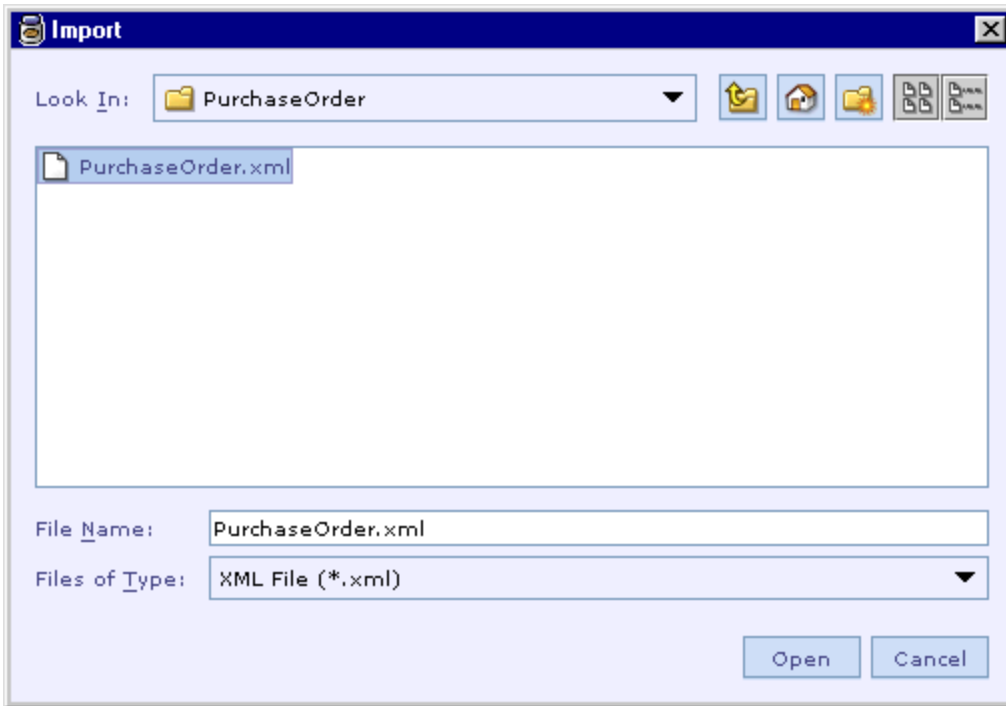 Import
Look In: PurchaseOrder
PurchaseOrder.xml
File Name: PurchaseOrder.xml
Files of Type: XML File (*.xml)
Open Cancel